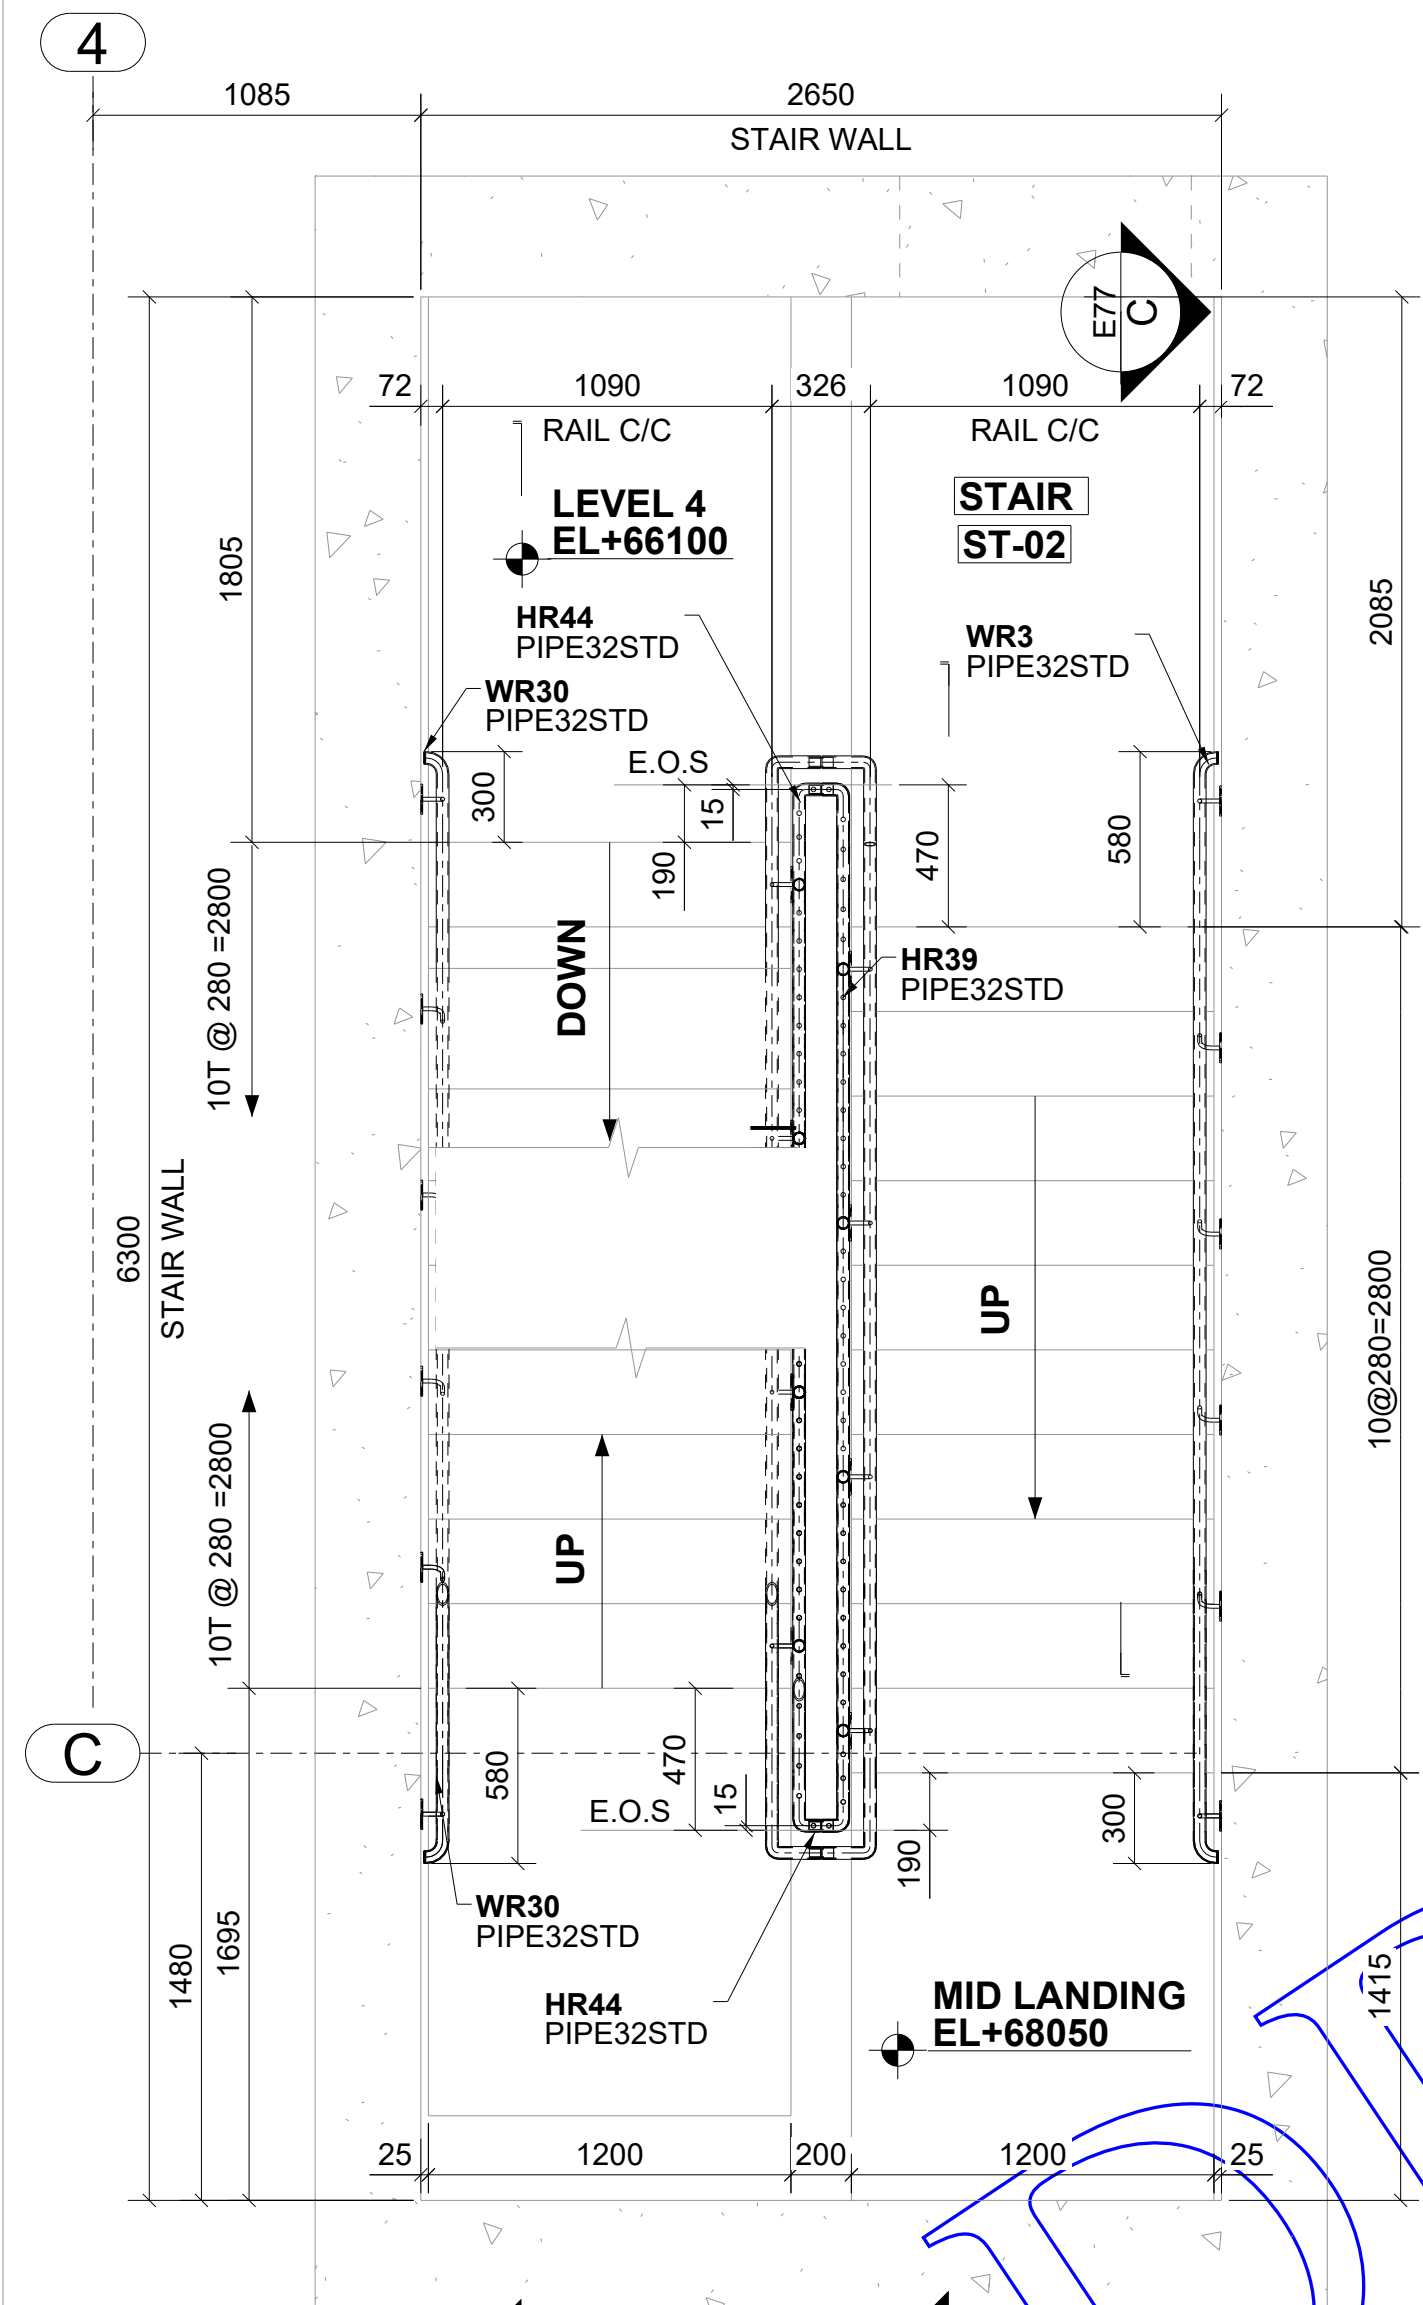 4
1085
2650
STAIR WALL
E77
C
72
1090
326
1090
72
RAIL C/C
RAIL C/C
LEVEL 4
EL+66100
STAIR
ST-02
1805
2085
HR44
PIPE32STD
WR3
PIPE32STD
WR30
PIPE32STD
E.O.S
300
15
190
470
580
10T @ 280 =2800
DOWN
HR39
PIPE32STD
6300
STAIR WALL
UP
10@280=2800
10T @ 280 =2800
UP
C
580
470
15
E.O.S
190
300
WR30
PIPE32STD
1480
1695
1415
HR44
PIPE32STD
MID LANDING
EL+68050
25
1200
200
1200
25